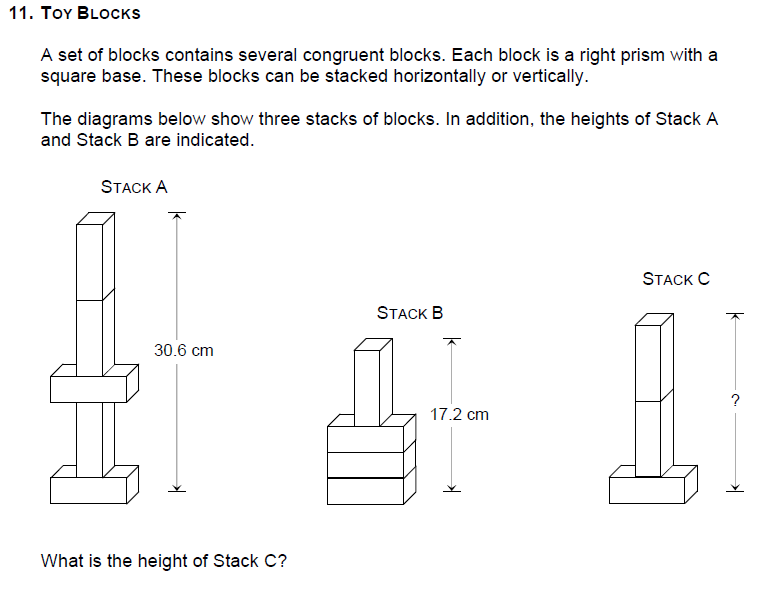 11. TOY BLOCKS
A set of blocks contains several congruent blocks. Each block is a right prism with a
square base. These blocks can be stacked horizontally or vertically.
The diagrams below show three stacks of blocks. In addition, the heights of Stack A
and Stack B are indicated.
STACK A
STACK C
STACK B
30.6 cm
?
17.2 cm
What is the height of Stack C?